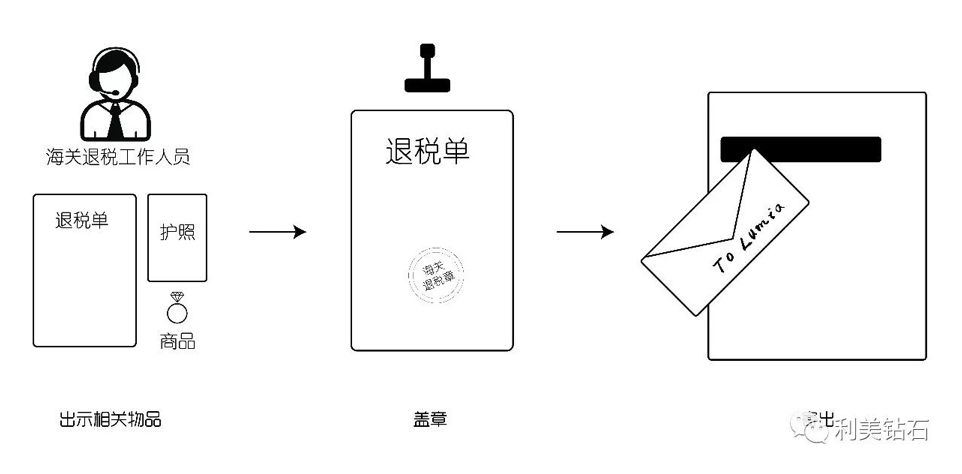 海关退税工作人员
退税单
护照
商品
出示相关物品
退税单
海关
退税章
盖章
To Lumia
出
利美钻石